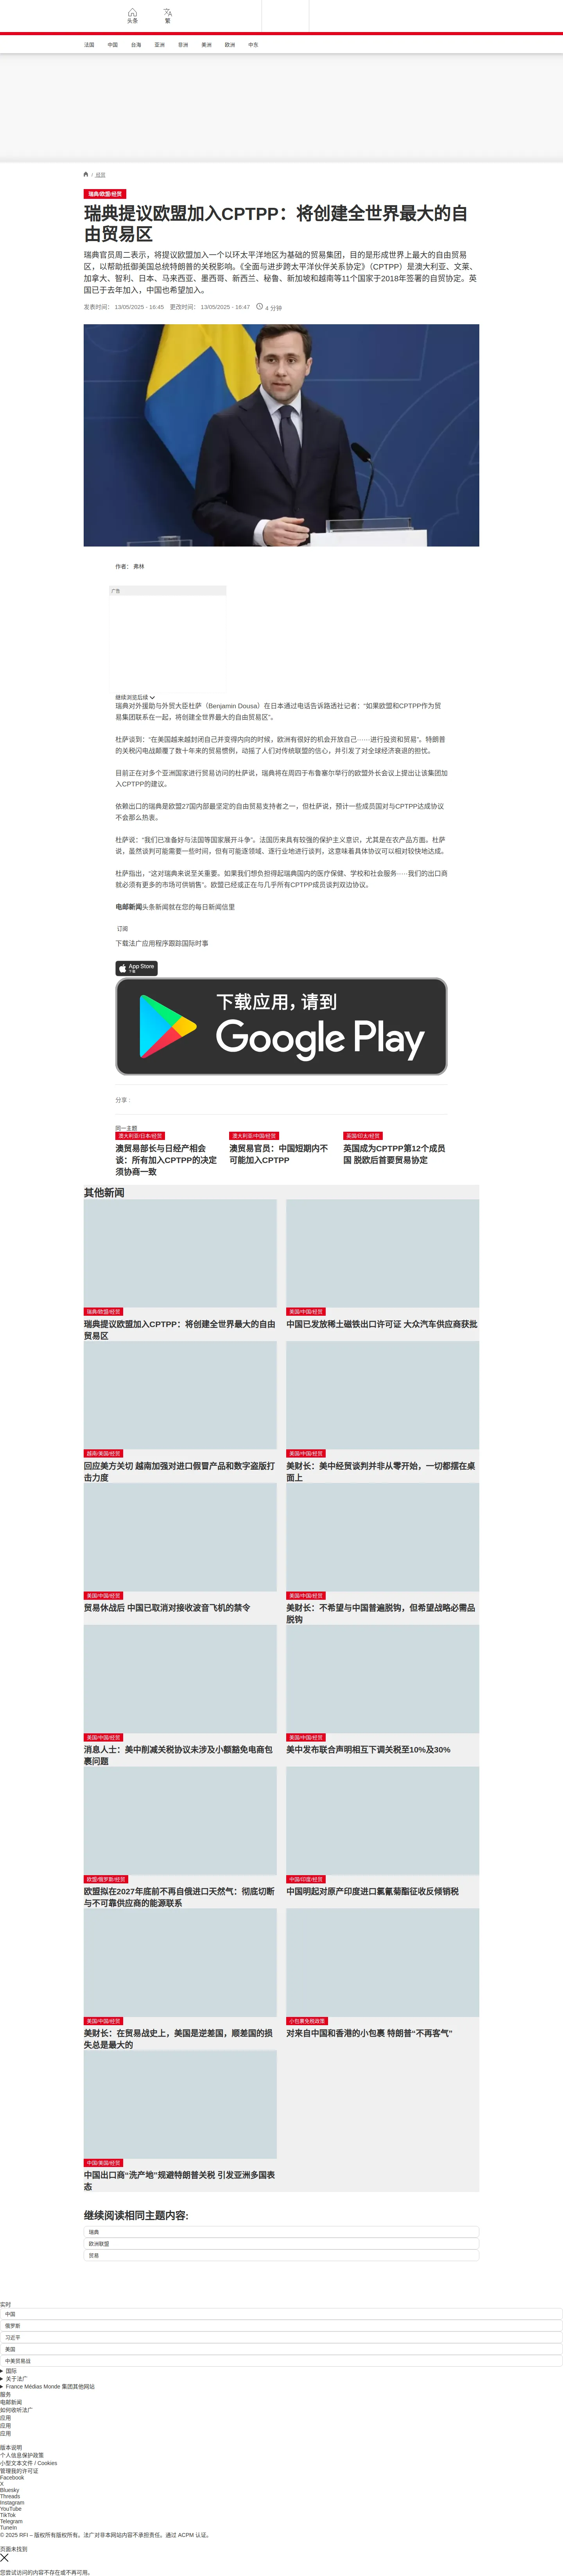 头条
繁
法国 中国 台海 亚洲 非洲 美洲 欧洲 中东
/ 经贸
瑞典/欧盟/经贸
瑞典提议欧盟加入CPTPP：将创建全世界最大的自
由贸易区
瑞典官员周二表示，将提议欧盟加入一个以环太平洋地区为基础的贸易集团，目的是形成世界上最大的自由贸易
区，以帮助抵御美国总统特朗普的关税影响。《全面与进步跨太平洋伙伴关系协定》（CPTPP）是澳大利亚、文莱、
加拿大、智利、日本、马来西亚、墨西哥、新西兰、秘鲁、新加坡和越南等11个国家于2018年签署的自贸协定。英
国已于去年加入，中国也希望加入。
发表时间： 13/05/2025 - 16:45 更改时间： 13/05/2025 - 16:47 4 分钟
作者： 弗林
广告
继续浏览后续
瑞典对外援助与外贸大臣杜萨（Benjamin Dousa）在日本通过电话告诉路透社记者：“如果欧盟和CPTPP作为贸
易集团联系在一起，将创建全世界最大的自由贸易区”。
杜萨谈到：“在美国越来越封闭自己并变得内向的时候，欧洲有很好的机会开放自己······进行投资和贸易”。特朗普
的关税闪电战颠覆了数十年来的贸易惯例，动摇了人们对传统联盟的信心，并引发了对全球经济衰退的担忧。
目前正在对多个亚洲国家进行贸易访问的杜萨说，瑞典将在周四于布鲁塞尔举行的欧盟外长会议上提出让该集团加
入CPTPP的建议。
依赖出口的瑞典是欧盟27国内部最坚定的自由贸易支持者之一，但杜萨说，预计一些成员国对与CPTPP达成协议
不会那么热衷。
杜萨说：“我们已准备好与法国等国家展开斗争”。法国历来具有较强的保护主义意识，尤其是在农产品方面。杜萨
说，虽然谈判可能需要一些时间，但有可能逐领域、逐行业地进行谈判，这意味着具体协议可以相对较快地达成。
杜萨指出，“这对瑞典来说至关重要。如果我们想负担得起瑞典国内的医疗保健、学校和社会服务·····我们的出口商
就必须有更多的市场可供销售”。欧盟已经或正在与几乎所有CPTPP成员谈判双边协议。
电邮新闻头条新闻就在您的每日新闻信里
订阅
下载法广应用程序跟踪国际时事
App Store
下载
下载应用，请到
Google Play
分享 :
同一主题
澳大利亚/日本/经贸
澳贸易部长与日经产相会
谈：所有加入CPTPP的决定
须协商一致
澳大利亚/中国/经贸
澳贸易官员：中国短期内不
可能加入CPTPP
英国/印太/经贸
英国成为CPTPP第12个成员
国 脱欧后首要贸易协定
其他新闻
瑞典/欧盟/经贸
瑞典提议欧盟加入CPTPP：将创建全世界最大的自由
贸易区
美国/中国/经贸
中国已发放稀土磁铁出口许可证 大众汽车供应商获批
越南/美国/经贸
回应美方关切 越南加强对进口假冒产品和数字盗版打
击力度
美国/中国/经贸
美财长：美中经贸谈判并非从零开始，一切都摆在桌
面上
美国/中国/经贸
贸易休战后 中国已取消对接收波音飞机的禁令
美国/中国/经贸
美财长：不希望与中国普遍脱钩，但希望战略必需品
脱钩
美国/中国/经贸
消息人士：美中削减关税协议未涉及小额豁免电商包
裹问题
美国/中国/经贸
美中发布联合声明相互下调关税至10%及30%
欧盟/俄罗斯/经贸
欧盟拟在2027年底前不再自俄进口天然气：彻底切断
与不可靠供应商的能源联系
中国/印度/经贸
中国明起对原产印度进口氯氰菊酯征收反倾销税
美国/中国/经贸
美财长：在贸易战史上，美国是逆差国，顺差国的损
失总是最大的
小包裹免税政策
对来自中国和香港的小包裹 特朗普“不再客气”
中国/美国/经贸
中国出口商“洗产地”规避特朗普关税 引发亚洲多国表
态
继续阅读相同主题内容:
瑞典
欧洲联盟
贸易
实时
中国
俄罗斯
习近平
美国
中美贸易战
国际
关于法广
France Médias Monde 集团其他网站
服务
电邮新闻
如何收听法广
应用
应用
应用
版本说明
个人信息保护政策
小型文本文件 / Cookies
管理我的许可证
Facebook
X
Bluesky
Threads
Instagram
YouTube
TikTok
Telegram
TuneIn
© 2025 RFI – 版权所有版权所有。法广对非本网站内容不承担责任。通过 ACPM 认证。
页面未找到
您尝试访问的内容不存在或不再可用。